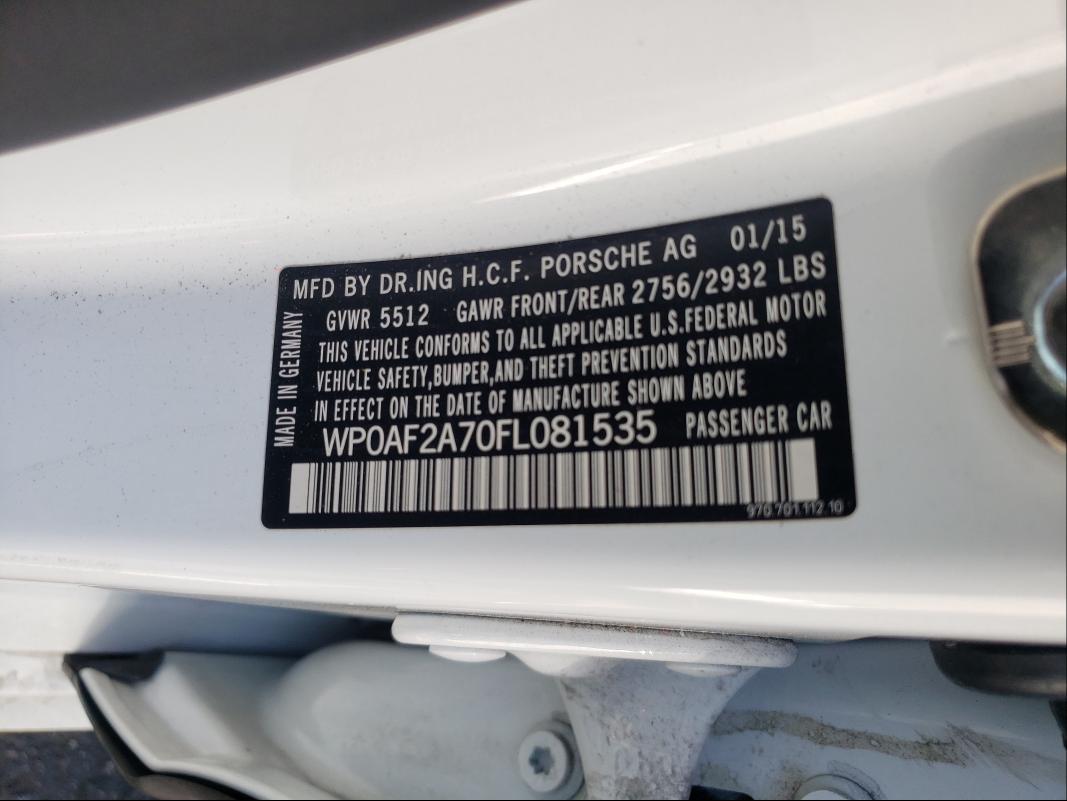 MFD BY DR.ING H.C.F. PORSCHE AG 01/15
GVWR 5512 GAWR FRONT/REAR 2756/2932 LBS
THIS VEHICLE CONFORMS TO ALL APPLICABLE U.S.FEDERAL MOTOR
VEHICLE SAFETY,BUMPER,AND THEFT PREVENTION STANDARDS
IN EFFECT ON THE DATE OF MANUFACTURE SHOWN ABOVE
WP0AF2A70FL081535 PASSENGER CAR
970.701.112.10
MADE IN GERMANY